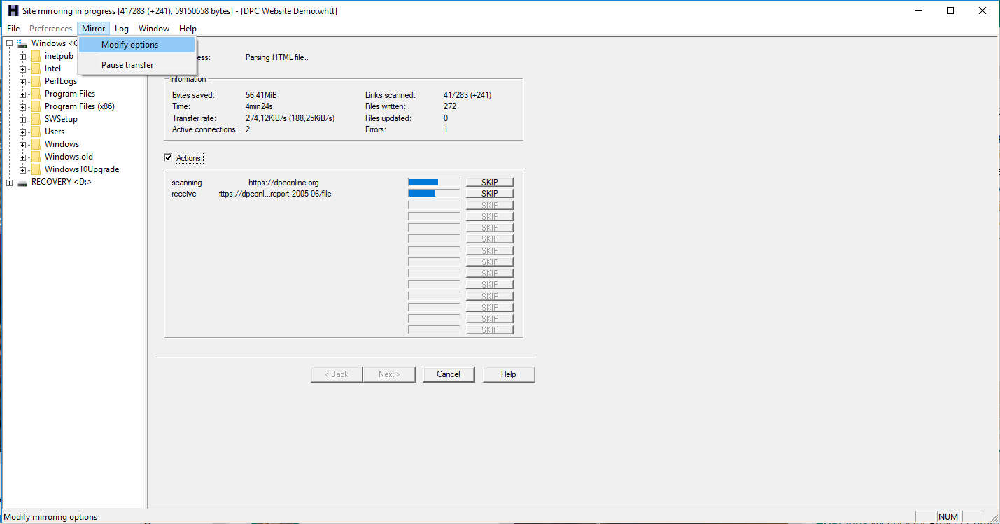 Site mirroring in progress [41/283 (+241), 59150658 bytes] - [DPC Website Demo.whtt]
File Preferences Mirror Log Window Help
Modify options
Pause transfer
Windows <C
inetpub
Intel
PerfLogs
Program Files
Program Files (x86)
SWSetup
Users
Windows
Windows.old
Windows10Upgrade
RECOVERY <D:>
ress: Parsing HTML file..
Information
Bytes saved: 56,41MiB Links scanned: 41/283 (+241)
Time: 4min24s Files written: 272
Transfer rate: 274,12KiB/s (188,25KiB/s) Files updated: 0
Active connections: 2 Errors: 1
Actions:
scanning https://dpconline.org SKIP
receive ittps://dpconl...report-2005-06/file SKIP
SKIP
SKIP
SKIP
SKIP
SKIP
SKIP
SKIP
SKIP
SKIP
SKIP
SKIP
SKIP
< Back Next > Cancel Help
Modify mirroring options NUM